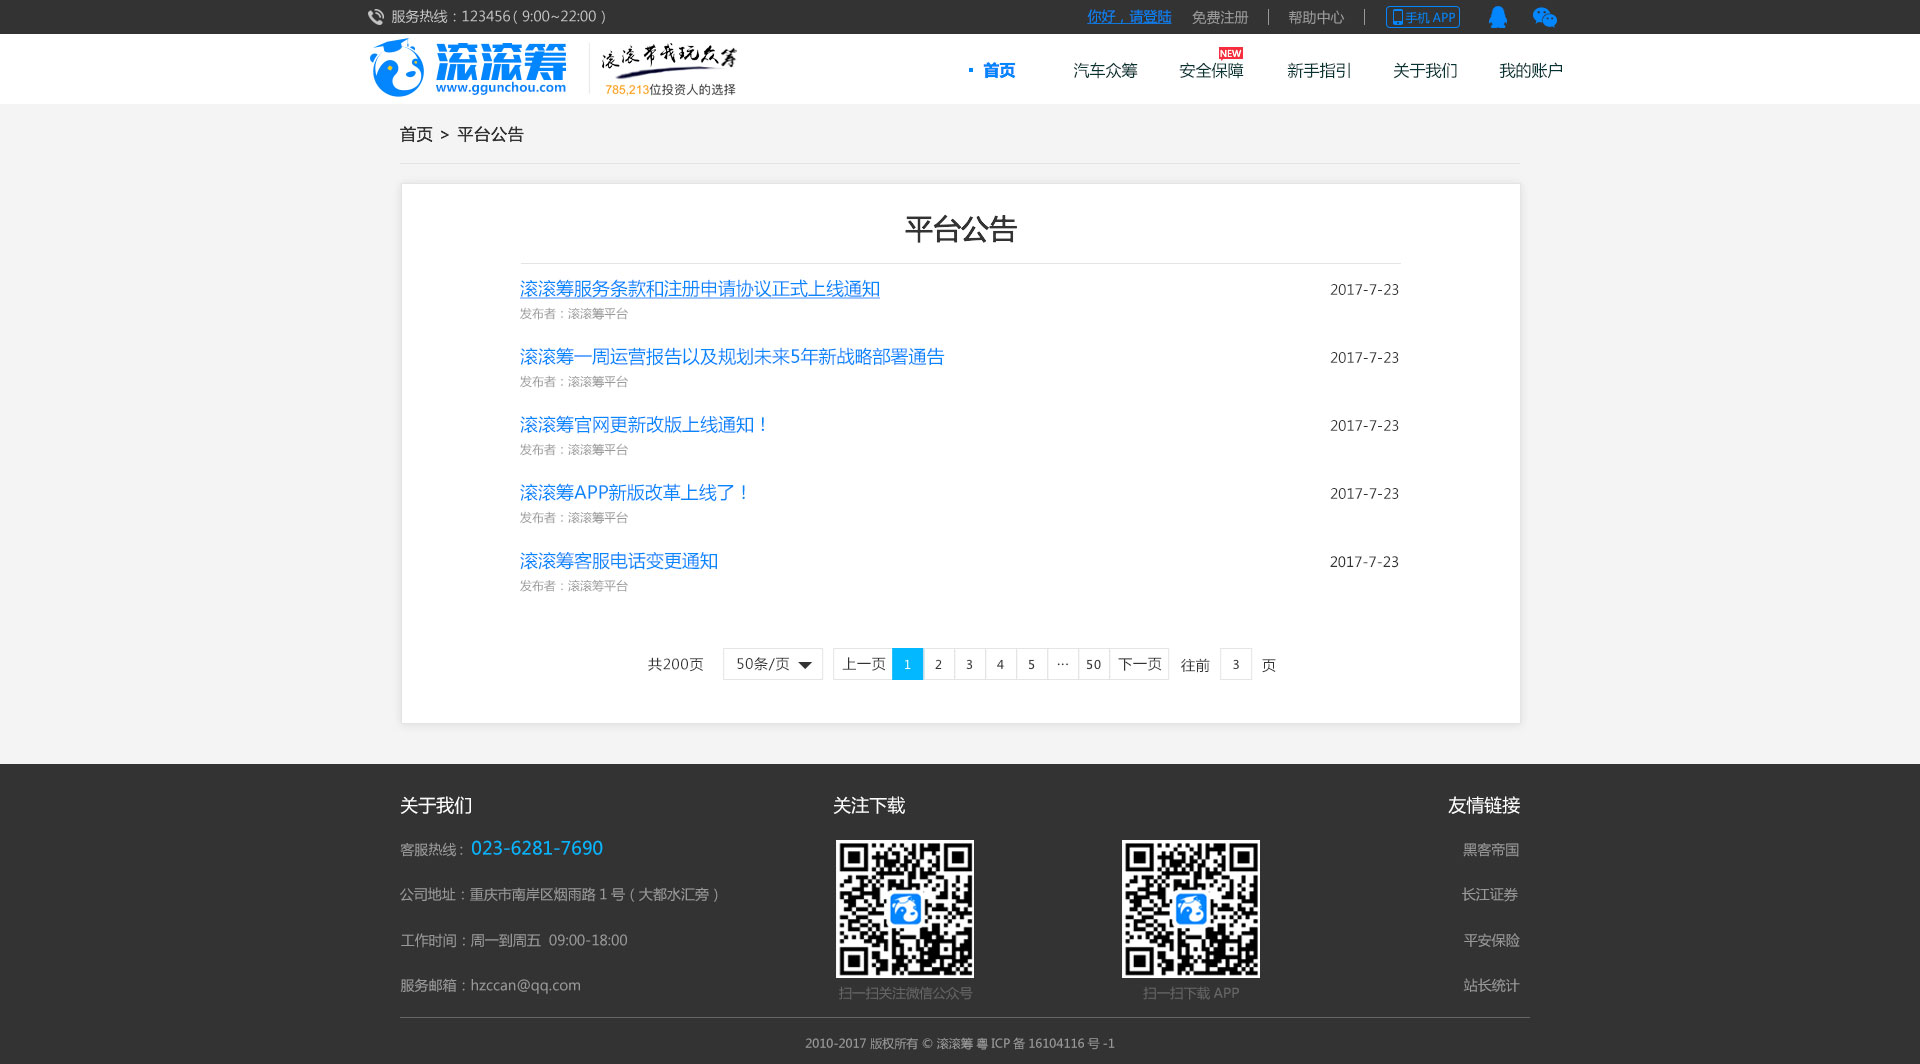 服务热线：123456（9:00~22:00）
你好，请登陆 免费注册 帮助中心 手机 APP
滚滚筹
www.ggunchou.com
滚滚带我玩众筹
785,213位投资人的选择
首页 汽车众筹 安全保障 NEW 新手指引 关于我们 我的账户
首页 > 平台公告
平台公告
滚滚筹服务条款和注册申请协议正式上线通知 2017-7-23
发布者：滚滚筹平台
滚滚筹一周运营报告以及规划未来5年新战略部署通告 2017-7-23
发布者：滚滚筹平台
滚滚筹官网更新改版上线通知！ 2017-7-23
发布者：滚滚筹平台
滚滚筹APP新版改革上线了！ 2017-7-23
发布者：滚滚筹平台
滚滚筹客服电话变更通知 2017-7-23
发布者：滚滚筹平台
共200页 50条/页 上一页 1 2 3 4 5 ··· 50 下一页 往前 3 页
关于我们 关注下载 友情链接
客服热线：023-6281-7690 黑客帝国
公司地址：重庆市南岸区烟雨路 1 号（大都水汇旁） 长江证券
工作时间：周一到周五 09:00-18:00 平安保险
服务邮箱：hzccan@qq.com 站长统计
扫一扫关注微信公众号 扫一扫下载 APP
2010-2017 版权所有 © 滚滚筹 粤 ICP 备 16104116 号 -1